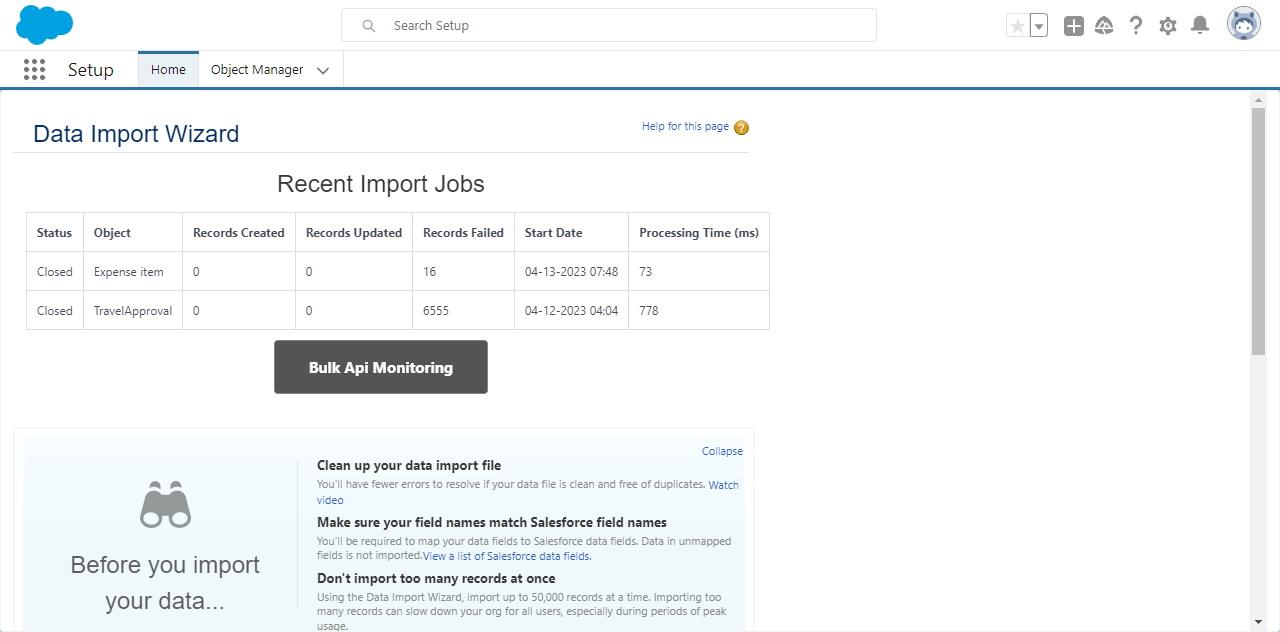 Search Setup
Setup
Home
Object Manager
Data Import Wizard
Help for this page
?
Recent Import Jobs
Status Object Records Created Records Updated Records Failed Start Date Processing Time (ms)
Closed Expense item 0 0 16 04-13-2023 07:48 73
Closed TravelApproval 0 0 6555 04-12-2023 04:04 778
Bulk Api Monitoring
Collapse
Before you import
your data...
Clean up your data import file
You'll have fewer errors to resolve if your data file is clean and free of duplicates. Watch
video
Make sure your field names match Salesforce field names
You'll be required to map your data fields to Salesforce data fields. Data in unmapped
fields is not imported.View a list of Salesforce data fields.
Don't import too many records at once
Using the Data Import Wizard, import up to 50,000 records at a time. Importing too
many records can slow down your org for all users, especially during periods of peak
usage.